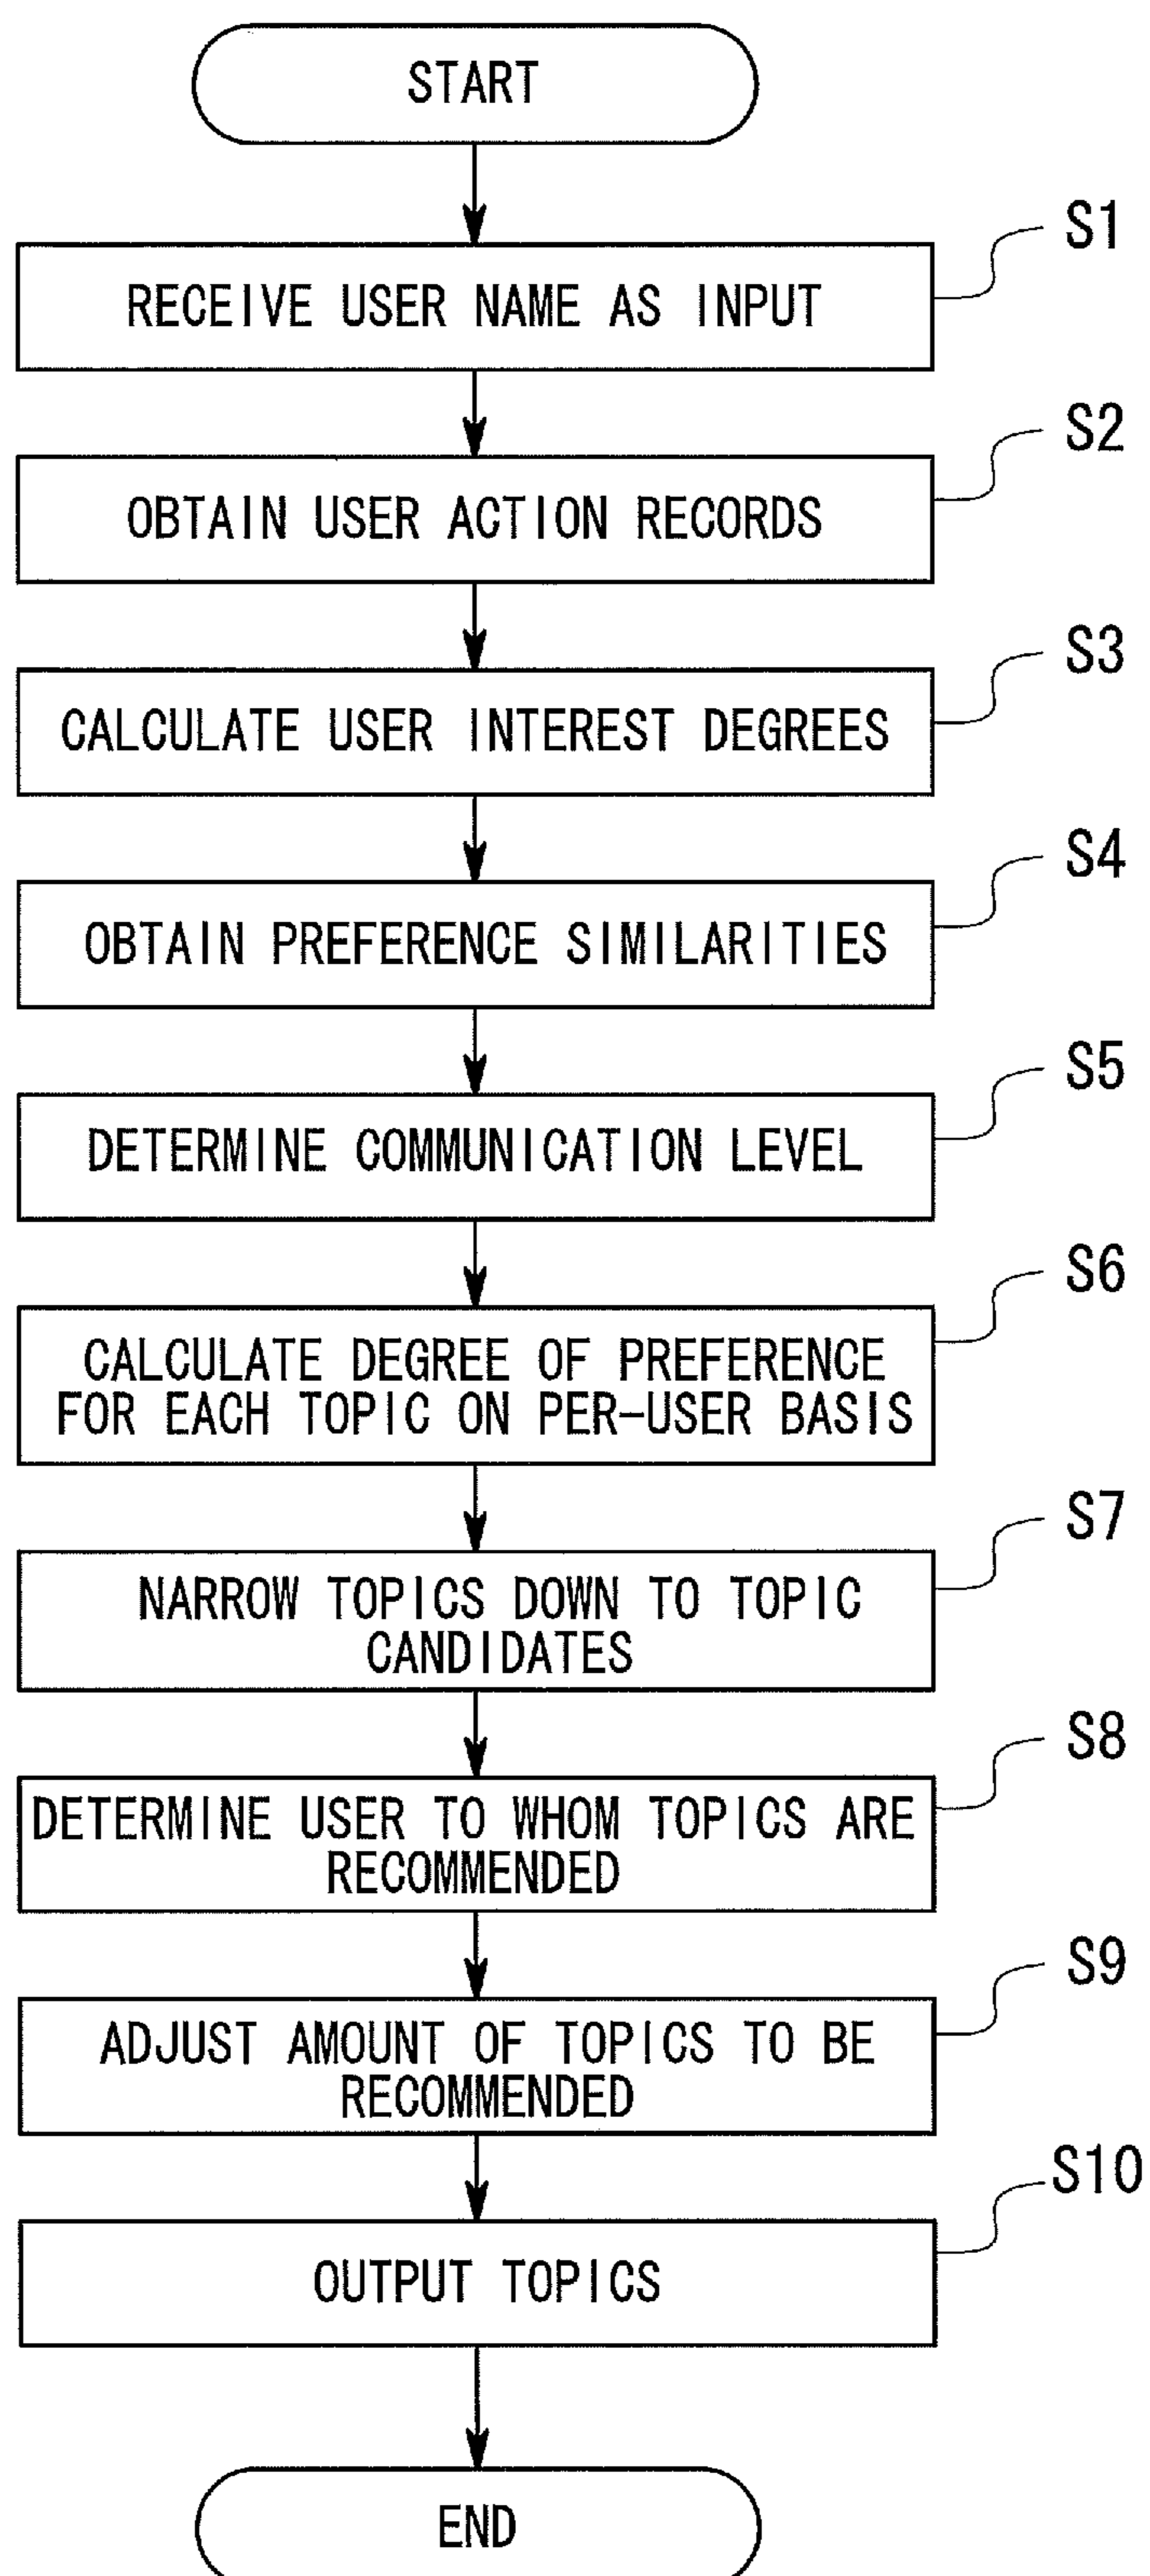 START
S1
RECEIVE USER NAME AS INPUT
S2
OBTAIN USER ACTION RECORDS
S3
CALCULATE USER INTEREST DEGREES
S4
OBTAIN PREFERENCE SIMILARITIES
S5
DETERMINE COMMUNICATION LEVEL
S6
CALCULATE DEGREE OF PREFERENCE
FOR EACH TOPIC ON PER-USER BASIS
S7
NARROW TOPICS DOWN TO TOPIC
CANDIDATES
S8
DETERMINE USER TO WHOM TOPICS ARE
RECOMMENDED
S9
ADJUST AMOUNT OF TOPICS TO BE
RECOMMENDED
S10
OUTPUT TOPICS
END